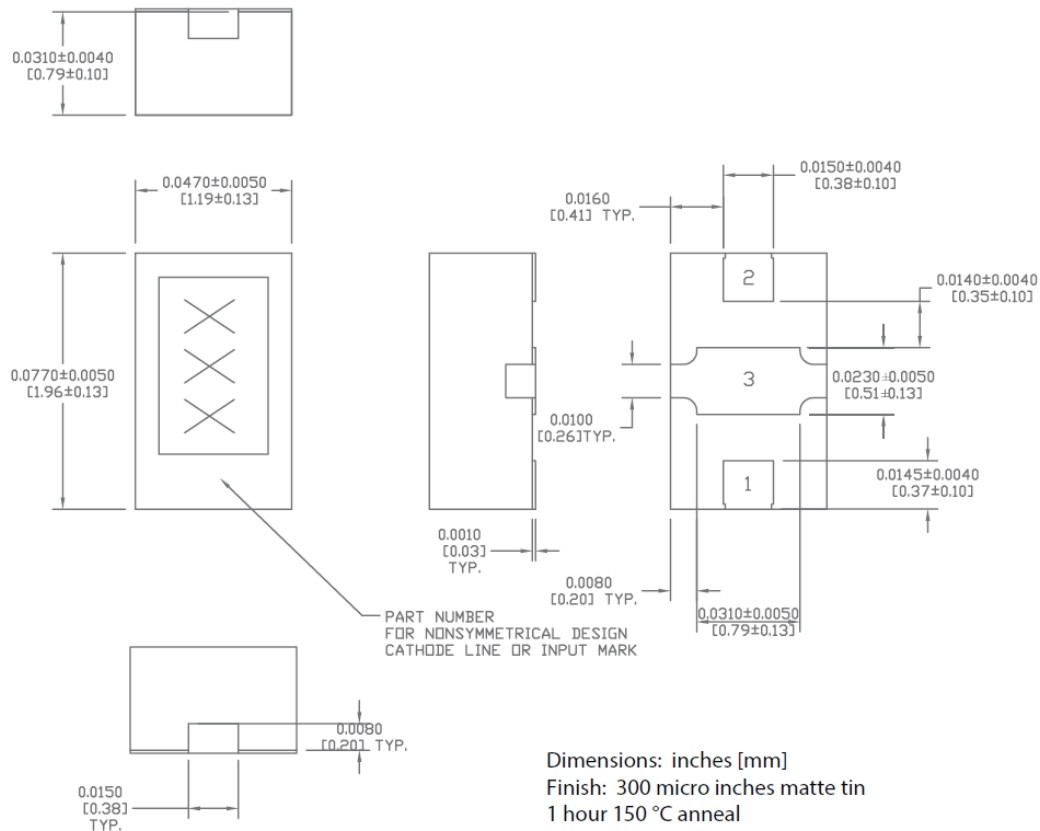 0.0310±0.0040
[0.79±0.10]
0.0470±0.0050
[1.19±0.13]
0.0770±0.0050
[1.96±0.13]
0.0150±0.0040
[0.38±0.10]
0.0160
[0.41] TYP.
2
0.0140±0.0040
[0.35±0.10]
3
0.0230±0.0050
[0.51±0.13]
0.0100
[0.26]TYP.
1
0.0145±0.0040
[0.37±0.10]
0.0010
[0.03]
TYP.
0.0080
[0.20] TYP.
0.0310±0.0050
[0.79±0.13]
PART NUMBER
FOR NONSYMMETRICAL DESIGN
CATHODE LINE OR INPUT MARK
0.0080
[0.20] TYP.
0.0150
[0.38]
TYP.
Dimensions: inches [mm]
Finish: 300 micro inches matte tin
1 hour 150 °C anneal